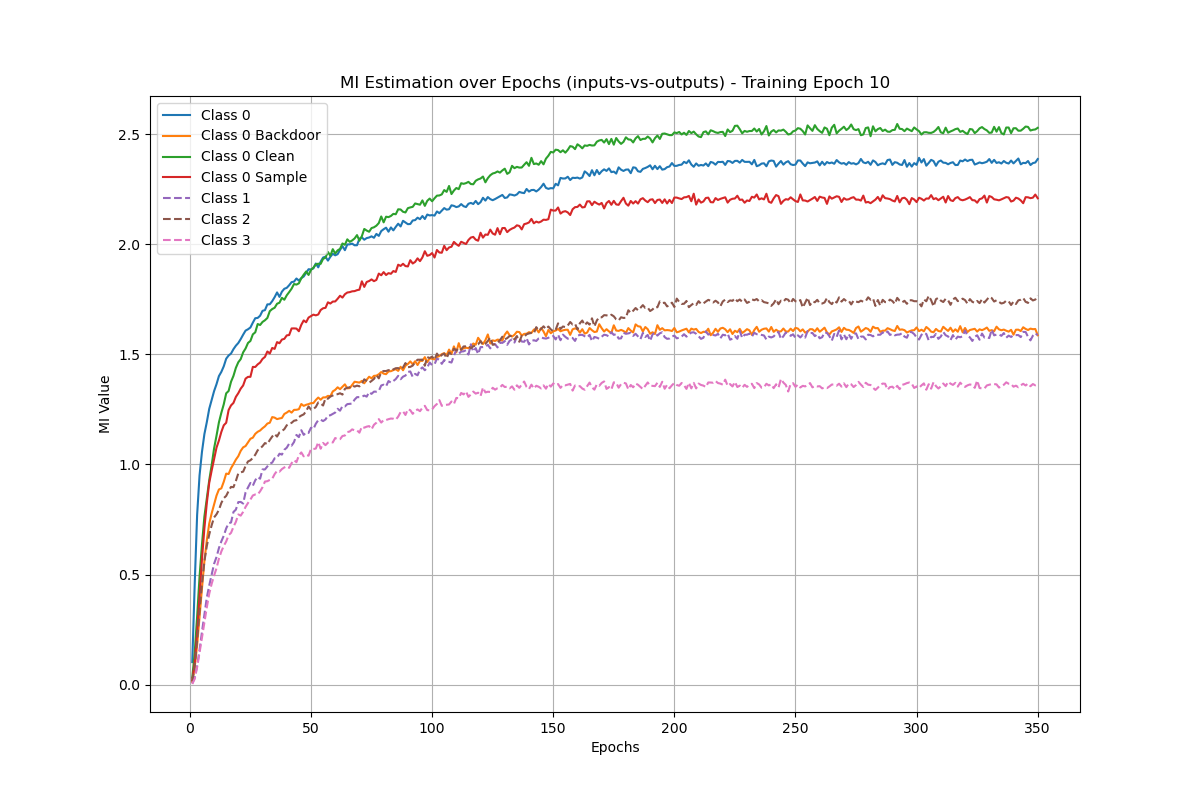 MI Estimation over Epochs (inputs-vs-outputs) - Training Epoch 10
Class 0
Class 0 Backdoor
Class 0 Clean
Class 0 Sample
Class 1
Class 2
Class 3
2.5
2.0
1.5
1.0
0.5
0.0
MI Value
0 50 100 150 200 250 300 350
Epochs